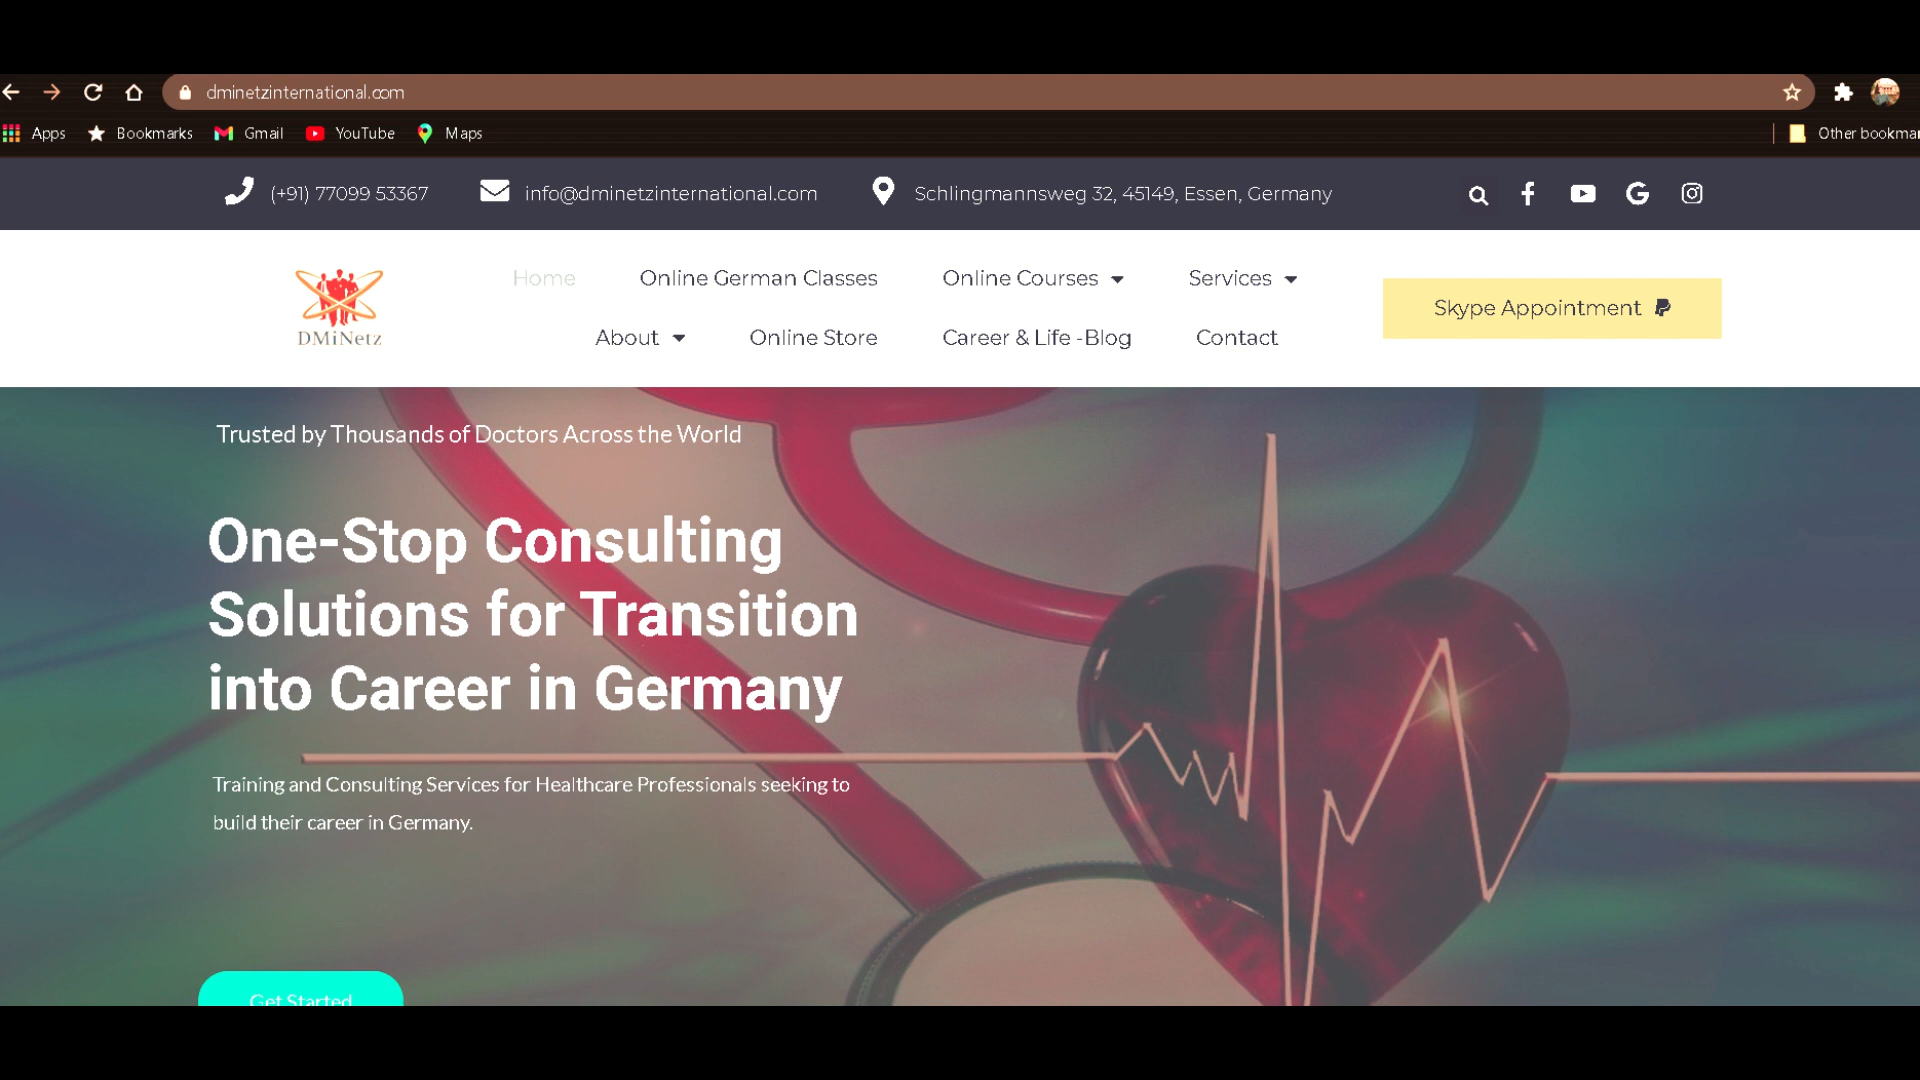 dminetzinternational.com
Apps Bookmarks Gmail YouTube Maps Other bookmar
(+91) 77099 53367 info@dminetzinternational.com Schlingmannsweg 32, 45149, Essen, Germany
Home Online German Classes Online Courses Services
Skype Appointment
DMiNetz
About Online Store Career & Life -Blog Contact
Trusted by Thousands of Doctors Across the World
One-Stop Consulting
Solutions for Transition
into Career in Germany
Training and Consulting Services for Healthcare Professionals seeking to
build their career in Germany.
Get Started